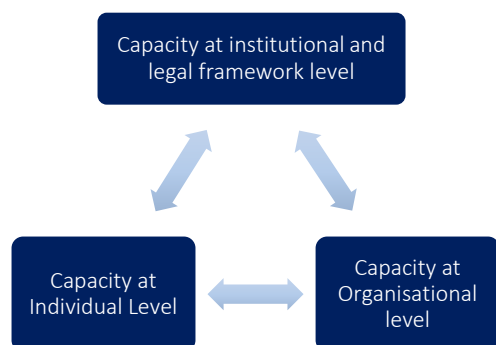 Capacity at institutional and
legal framework level
Capacity at
Individual Level
Capacity at
Organisational
level